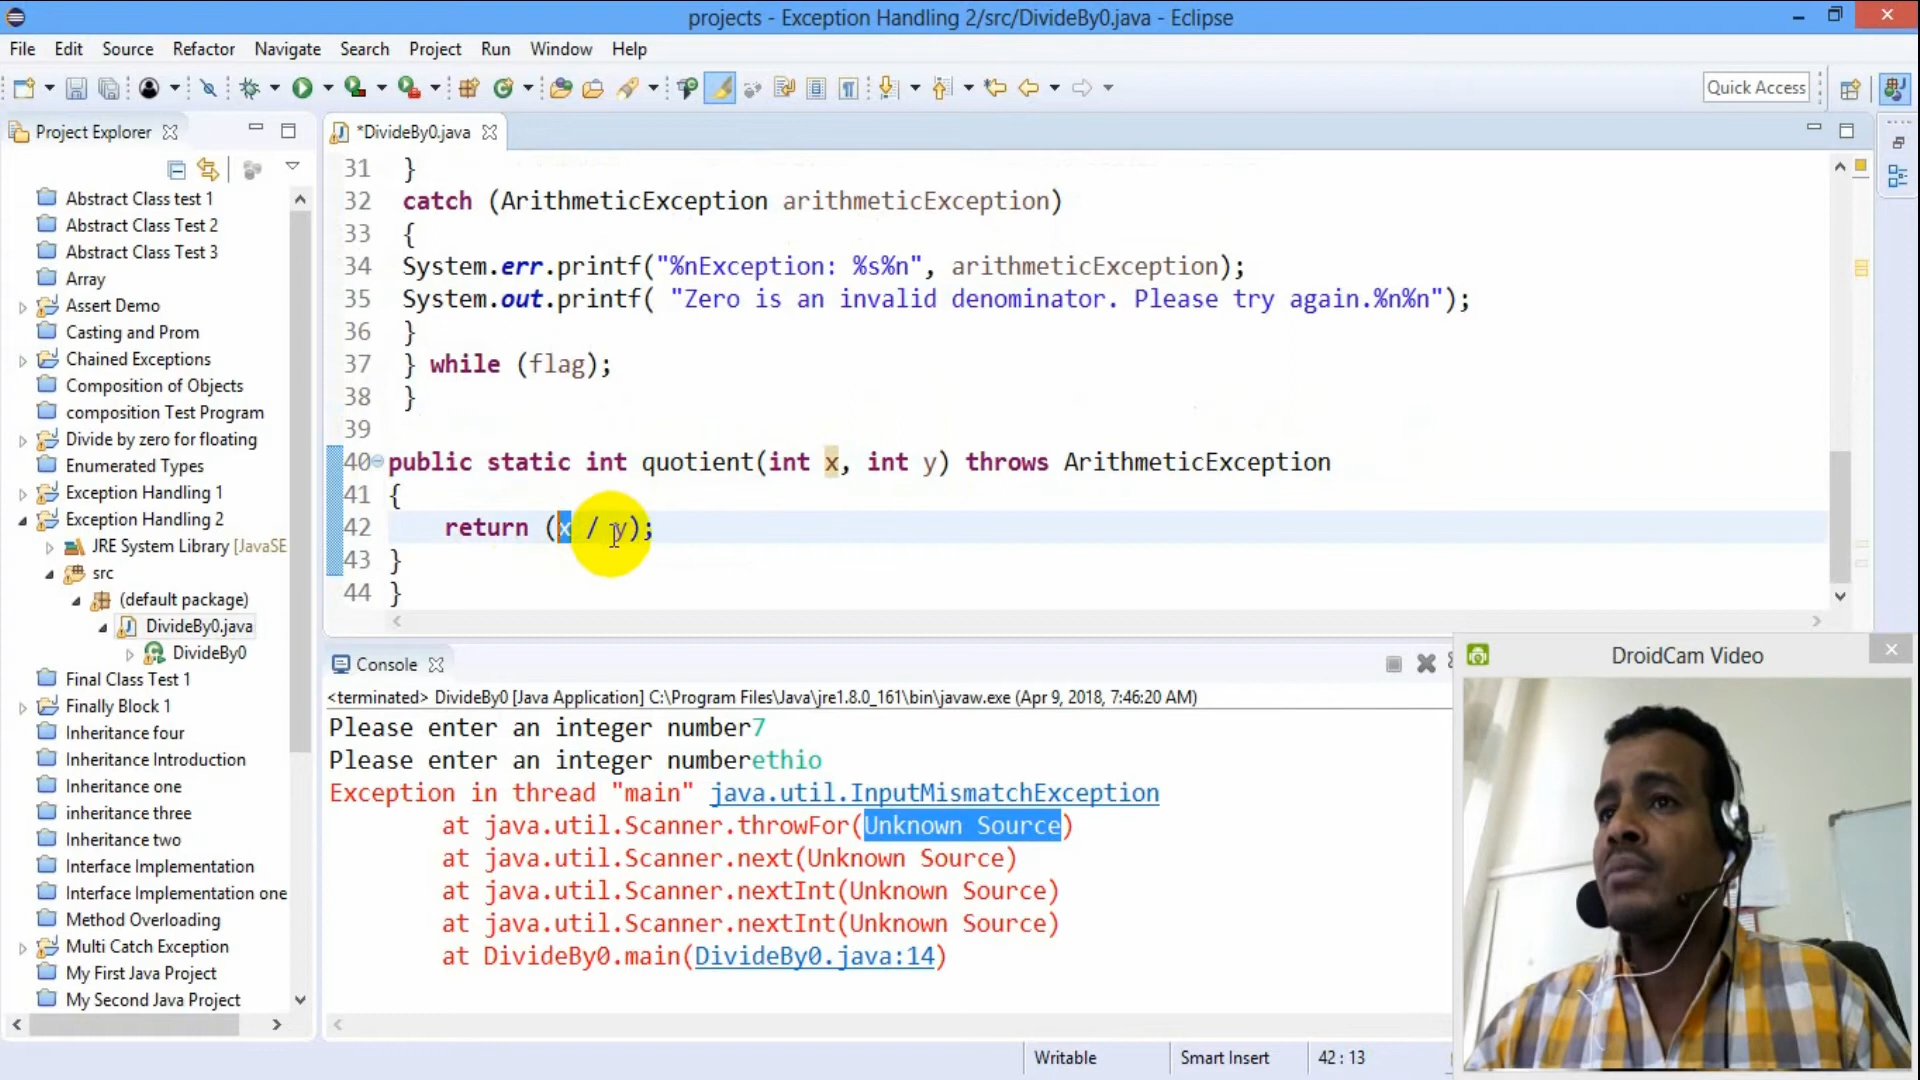 projects - Exception Handling 2/src/DivideBy0.java - Eclipse
File Edit Source Refactor Navigate Search Project Run Window Help
Quick Access
Project Explorer
*DivideBy0.java
Abstract Class test 1
Abstract Class Test 2
Abstract Class Test 3
Array
Assert Demo
Casting and Prom
Chained Exceptions
Composition of Objects
composition Test Program
Divide by zero for floating
Enumerated Types
Exception Handling 1
Exception Handling 2
JRE System Library [JavaSE
src
(default package)
DivideBy0.java
DivideBy0
Final Class Test 1
Finally Block 1
Inheritance four
Inheritance Introduction
Inheritance one
inheritance three
Inheritance two
Interface Implementation
Interface Implementation one
Method Overloading
Multi Catch Exception
My First Java Project
My Second Java Project
31 }
32 catch (ArithmeticException arithmeticException)
33 {
34 System.err.printf("%nException: %s%n", arithmeticException);
35 System.out.printf( "Zero is an invalid denominator. Please try again.%n%n");
36 }
37 } while (flag);
38 }
39
40 public static int quotient(int x, int y) throws ArithmeticException
41 {
42 return (x / y);
43 }
44 }
Console
<terminated> DivideBy0 [Java Application] C:\Program Files\Java\jre1.8.0_161\bin\javaw.exe (Apr 9, 2018, 7:46:20 AM)
Please enter an integer number7
Please enter an integer numberethio
Exception in thread "main" java.util.InputMismatchException
at java.util.Scanner.throwFor(Unknown Source)
at java.util.Scanner.next(Unknown Source)
at java.util.Scanner.nextInt(Unknown Source)
at java.util.Scanner.nextInt(Unknown Source)
at DivideBy0.main(DivideBy0.java:14)
DroidCam Video
Writable Smart Insert 42 : 13